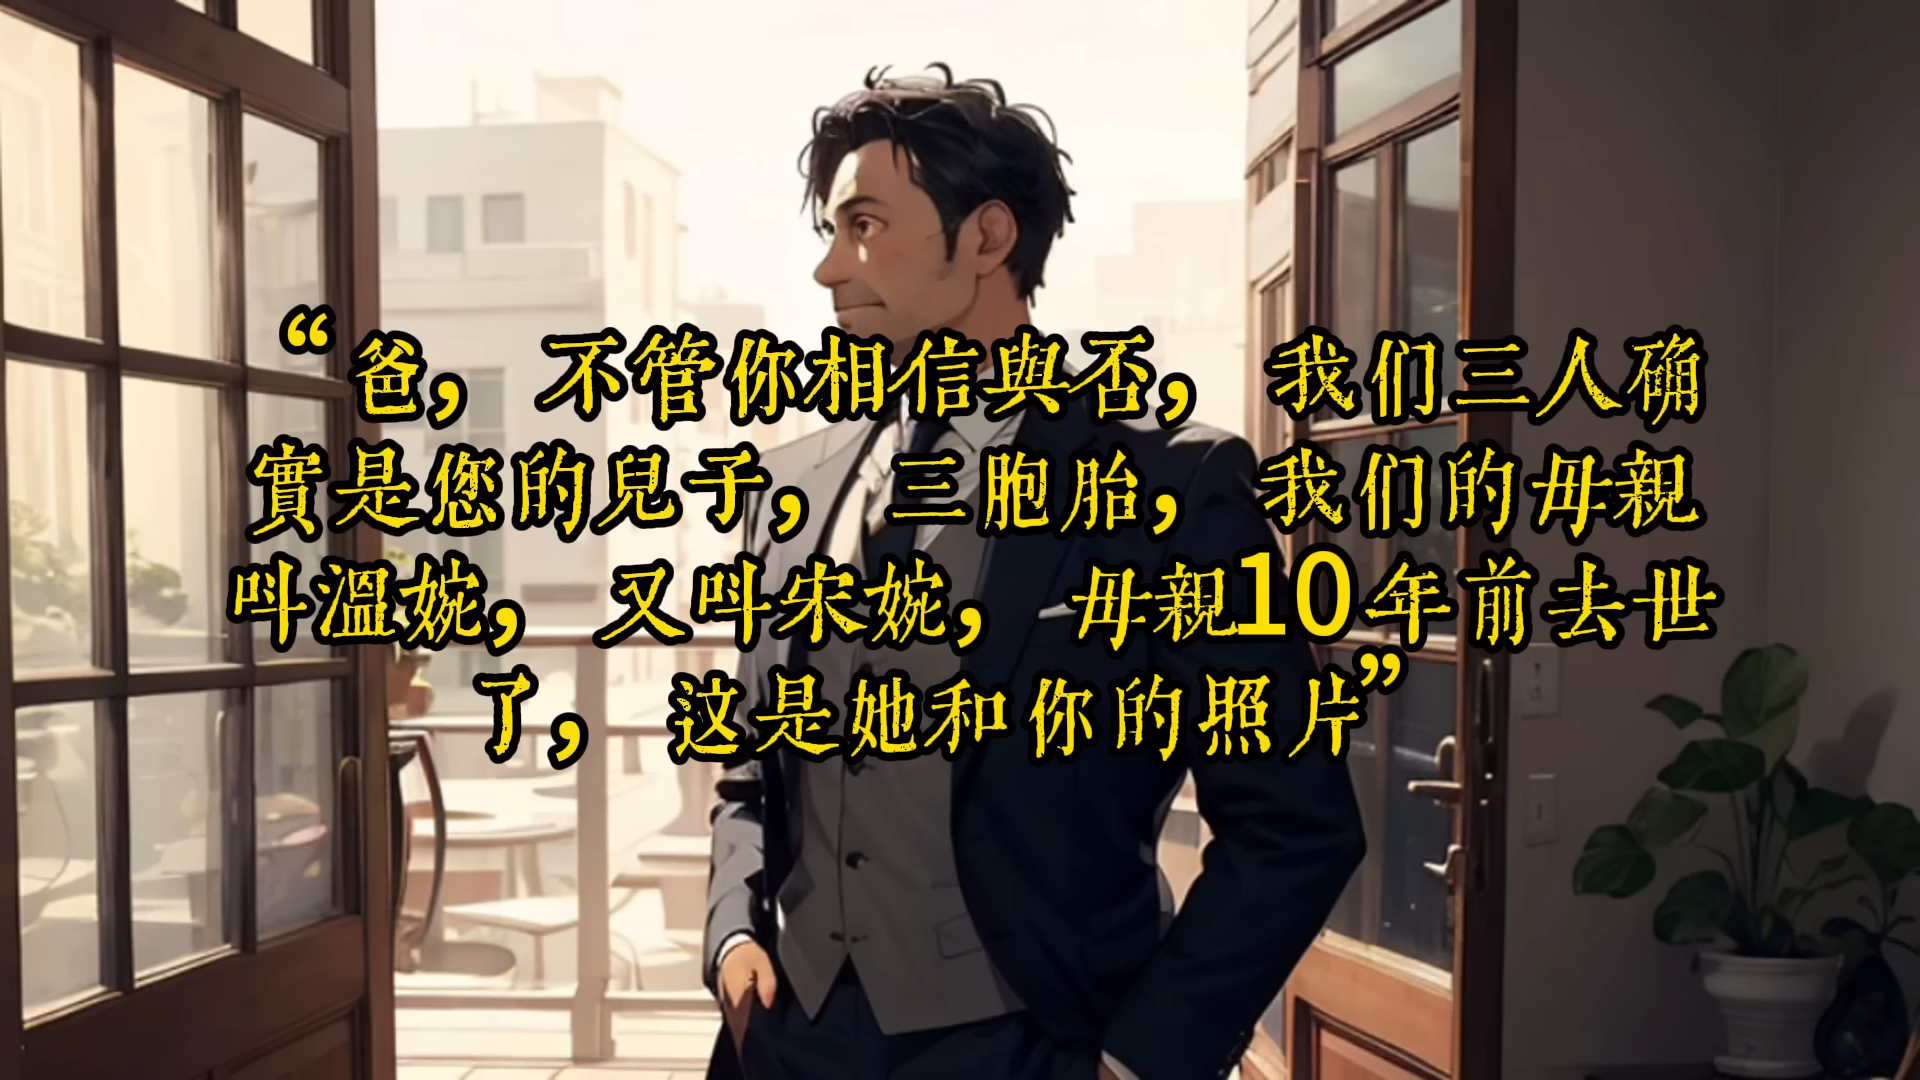 “爸，不管你相信與否，我们三人确
實是您的兒子，三胞胎，我们的母親
叫溫婉，又叫宋婉，母親10年前去世
了，这是她和你的照片”